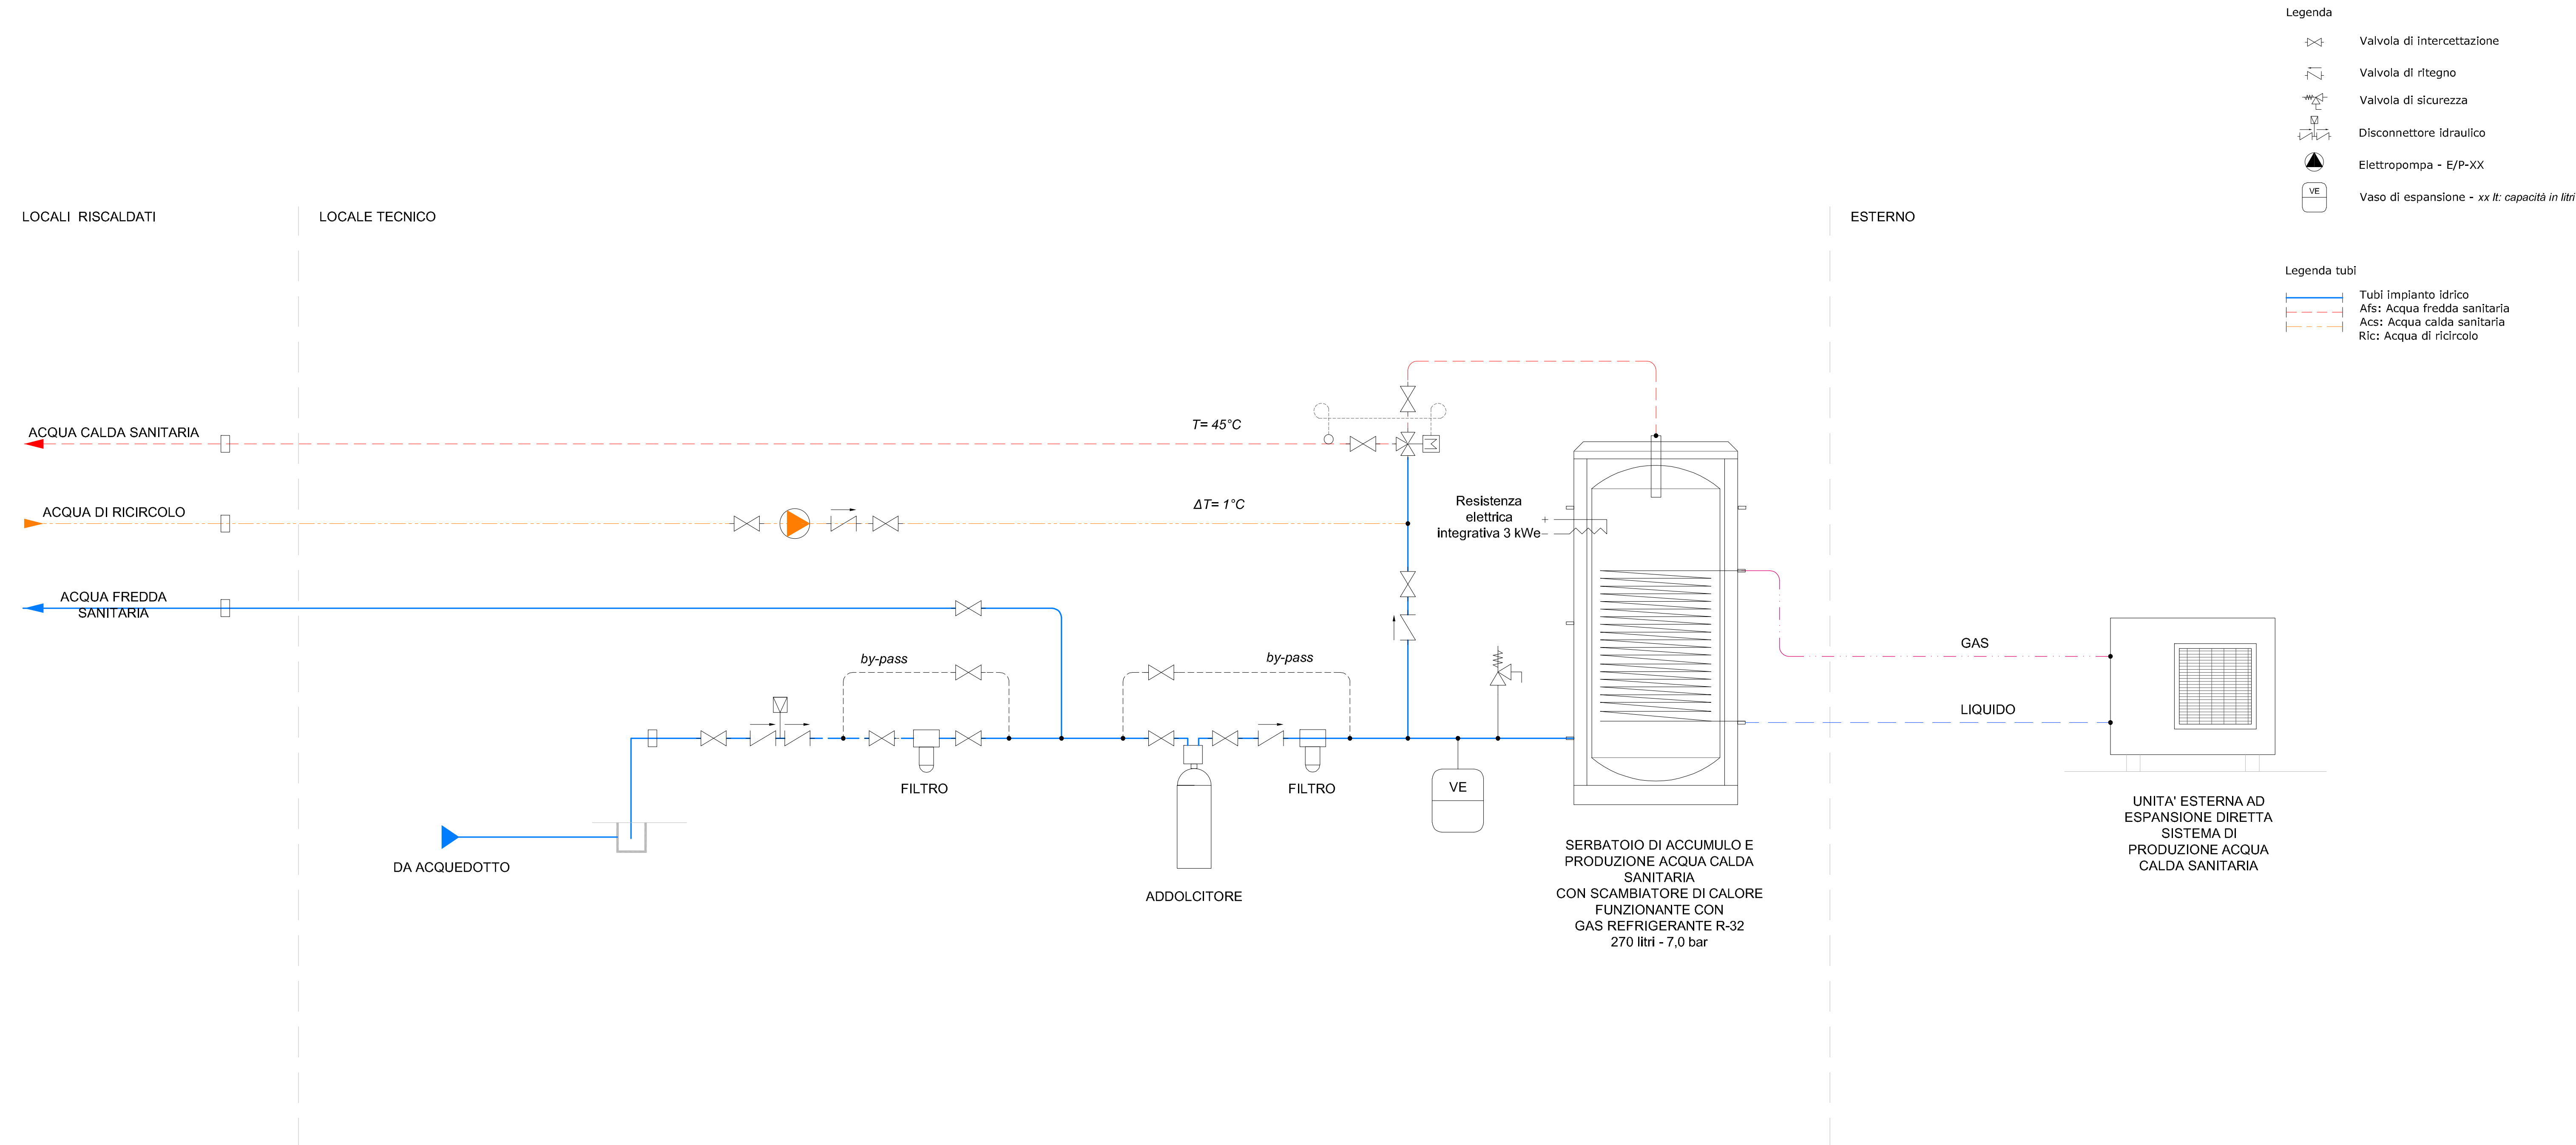 Legenda
Valvola di intercettazione
Valvola di ritegno
Valvola di sicurezza
Disconnettore idraulico
Elettropompa - E/P-XX
VE
Vaso di espansione - xx lt: capacità in litri
LOCALI RISCALDATI
LOCALE TECNICO
ESTERNO
Legenda tubi
Tubi impianto idrico
Afs: Acqua fredda sanitaria
Acs: Acqua calda sanitaria
Ric: Acqua di ricircolo
ACQUA CALDA SANITARIA
T= 45°C
ACQUA DI RICIRCOLO
ΔT= 1°C
Resistenza
elettrica
integrativa 3 kWe
+
−
ACQUA FREDDA
SANITARIA
by-pass
by-pass
GAS
LIQUIDO
FILTRO
FILTRO
VE
DA ACQUEDOTTO
ADDOLCITORE
SERBATOIO DI ACCUMULO E
PRODUZIONE ACQUA CALDA
SANITARIA
CON SCAMBIATORE DI CALORE
FUNZIONANTE CON
GAS REFRIGERANTE R-32
270 litri - 7,0 bar
UNITA' ESTERNA AD
ESPANSIONE DIRETTA
SISTEMA DI
PRODUZIONE ACQUA
CALDA SANITARIA